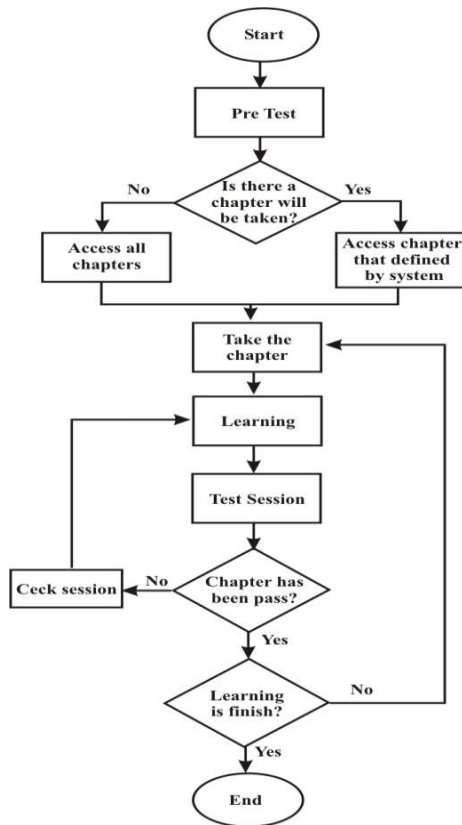 Start
Pre Test
Is there a
chapter will
be taken?
No
Yes
Access all
chapters
Access chapter
that defined
by system
Take the
chapter
Learning
Test Session
Chapter has
been pass?
No
Ceck session
Yes
Learning
is finish?
No
Yes
End